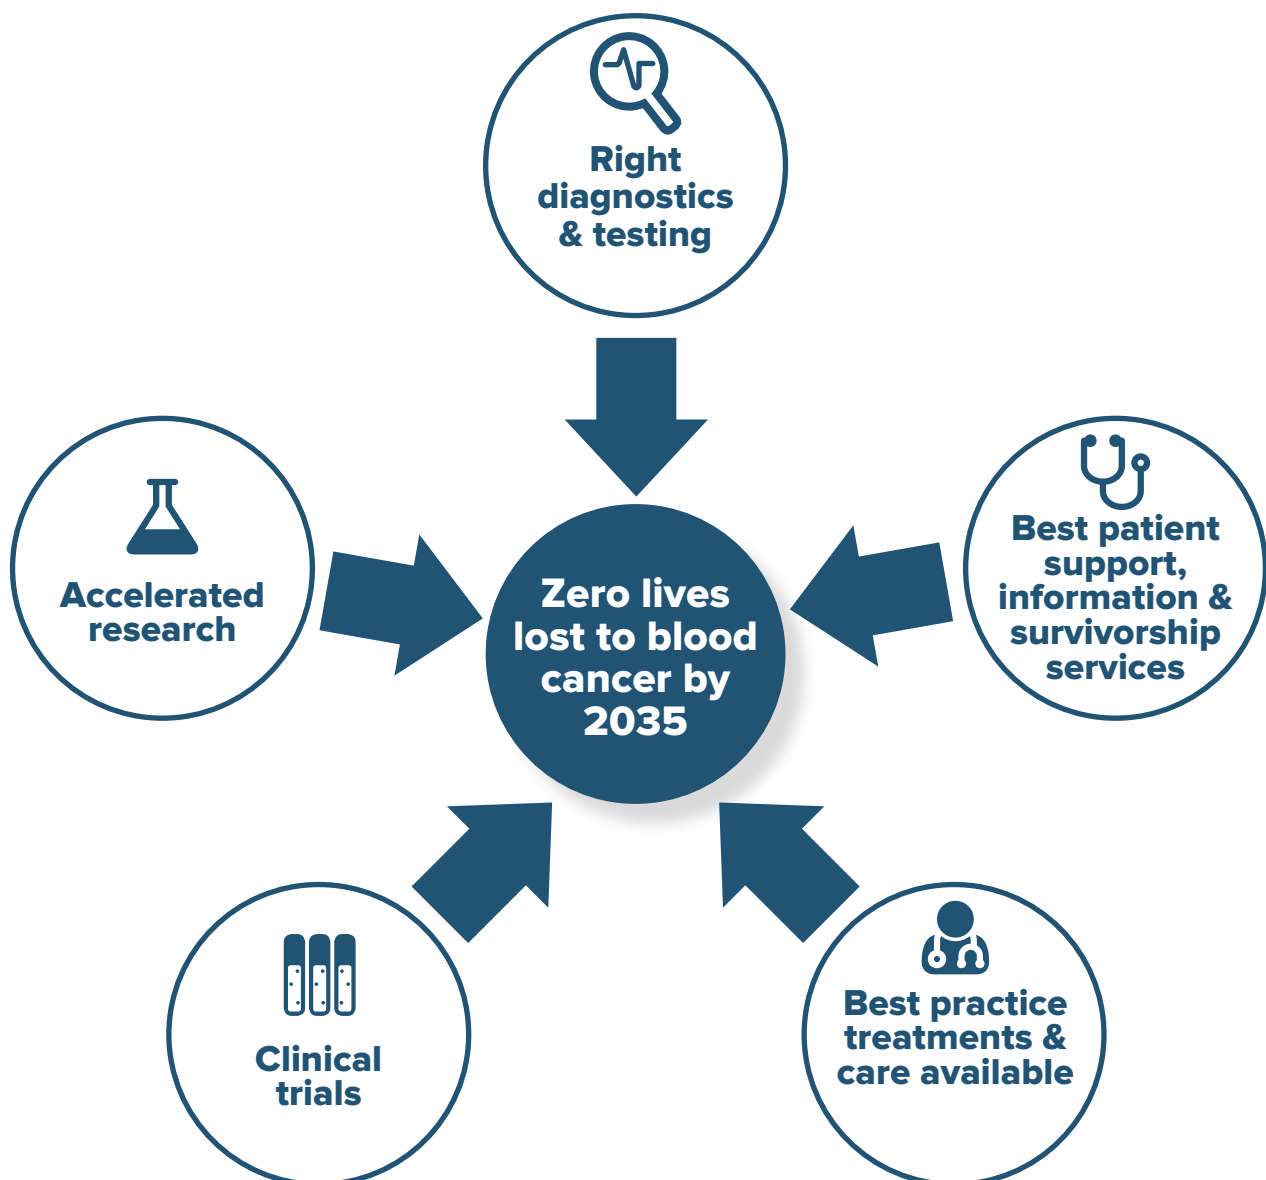 Right
diagnostics
& testing
Accelerated
research
Zero lives
lost to blood
cancer by
2035
Best patient
support,
information &
survivorship
services
Clinical
trials
Best practice
treatments &
care available